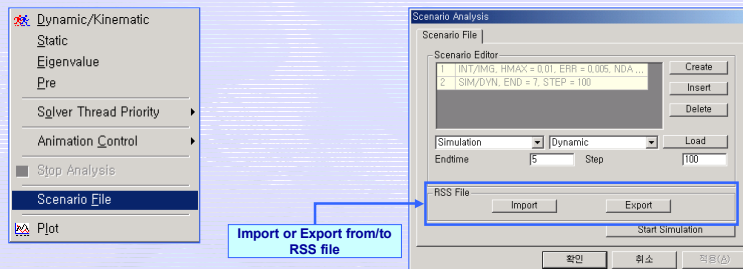 Dynamic/Kinematic
Static
Eigenvalue
Pre
Solver Thread Priority
Animation Control
Stop Analysis
Scenario File
Plot
Import or Export from/to
RSS file
Scenario Analysis
Scenario File
Scenario Editor
1 INT/IMG, HMAX = 0,01, ERR = 0,005, NDA ,,,
2 SIM/DYN, END = 7, STEP = 100
Create
Insert
Delete
Simulation Dynamic Load
Endtime 5 Step 100
RSS File
Import Export
Start Simulation
확인 취소 적용(A)